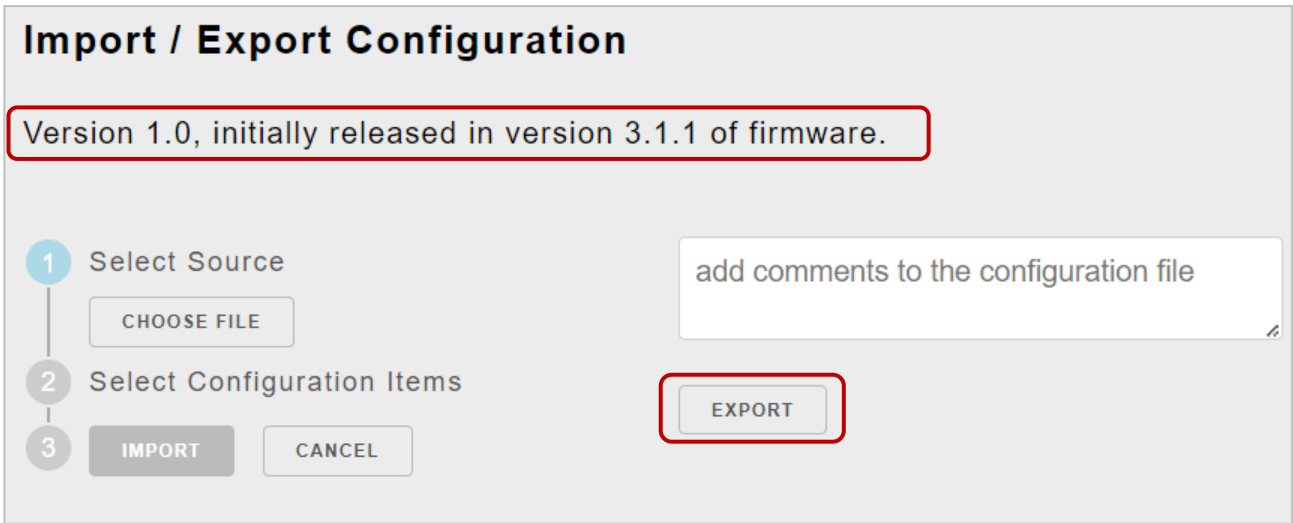 Import / Export Configuration
Version 1.0, initially released in version 3.1.1 of firmware.
1 Select Source
CHOOSE FILE
2 Select Configuration Items
3 IMPORT CANCEL
add comments to the configuration file
EXPORT